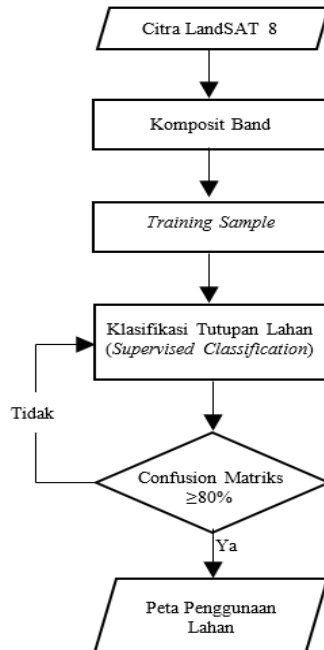 Citra LandSAT 8
Komposit Band
Training Sample
Klasifikasi Tutupan Lahan
(Supervised Classification)
Tidak
Confusion Matriks
≥80%
Ya
Peta Penggunaan
Lahan